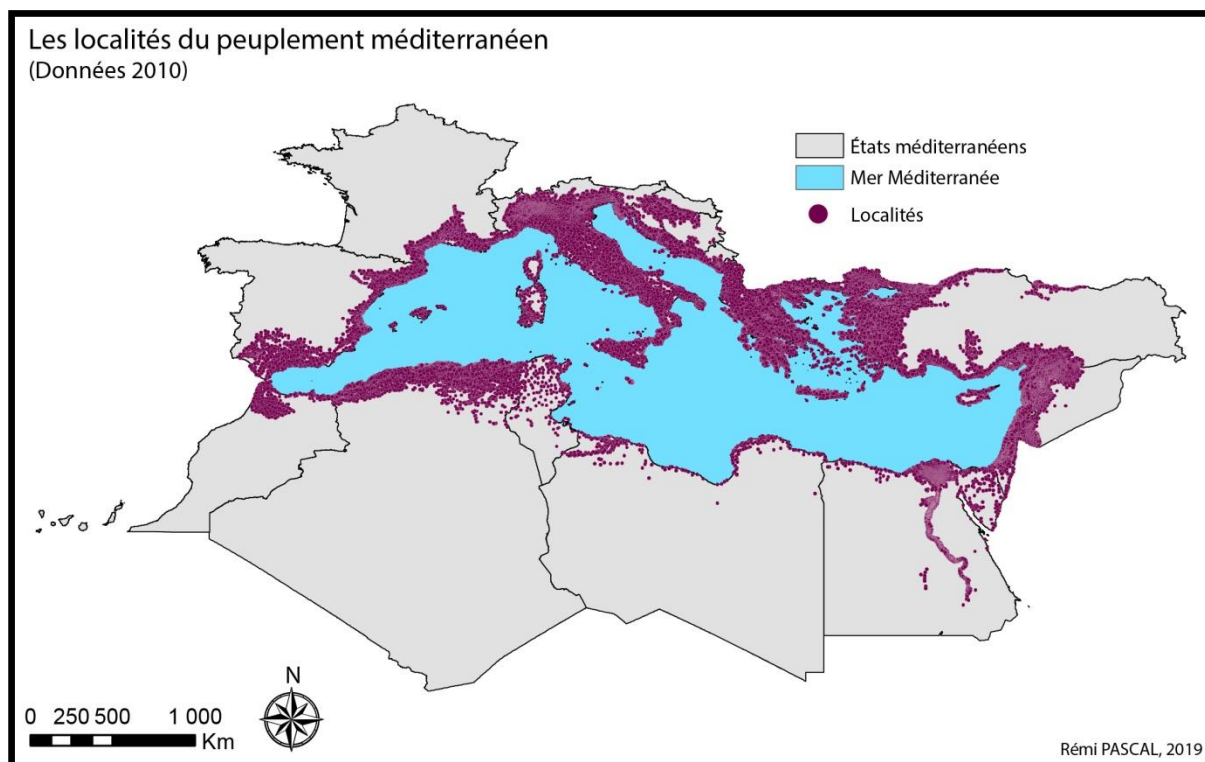 Les localités du peuplement méditerranéen
(Données 2010)
États méditerranéens
Mer Méditerranée
Localités
N
0 250 500 1 000
Km
Rémi PASCAL, 2019